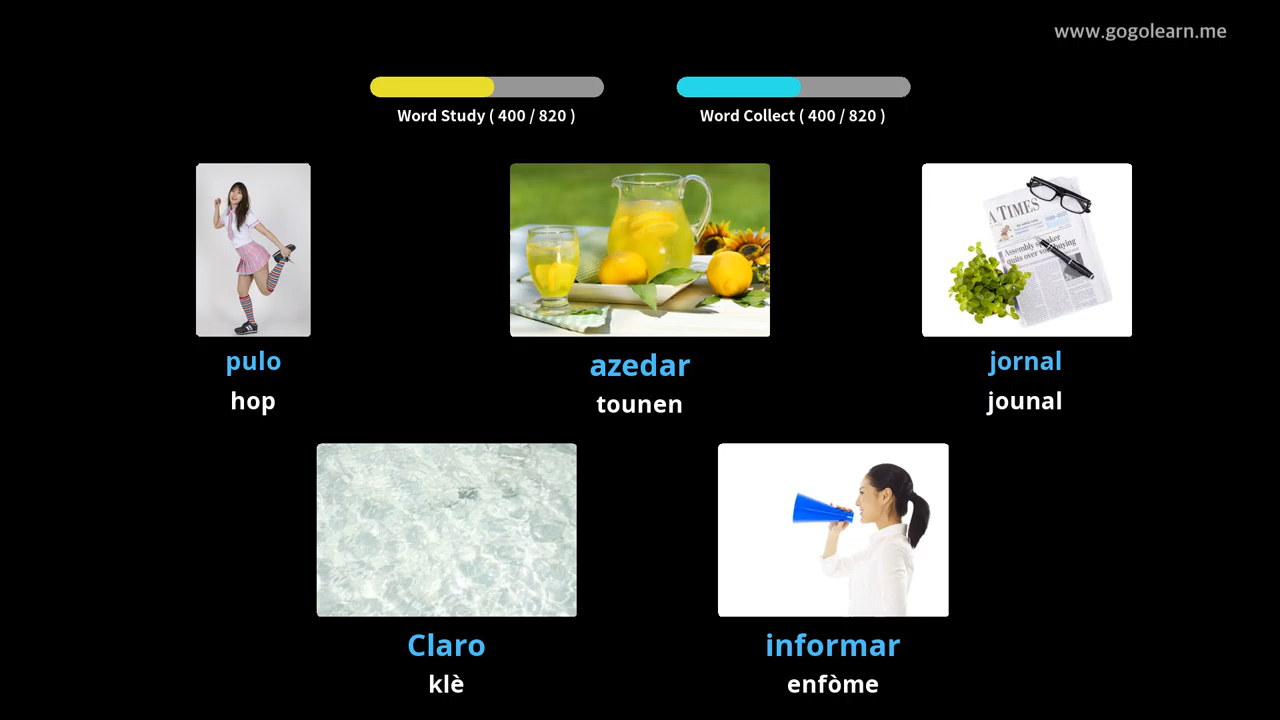 www.gogolearn.me
Word Study ( 400 / 820 )
Word Collect ( 400 / 820 )
A TIMES
pulo
hop
azedar
tounen
jornal
jounal
Claro
klè
informar
enfòme